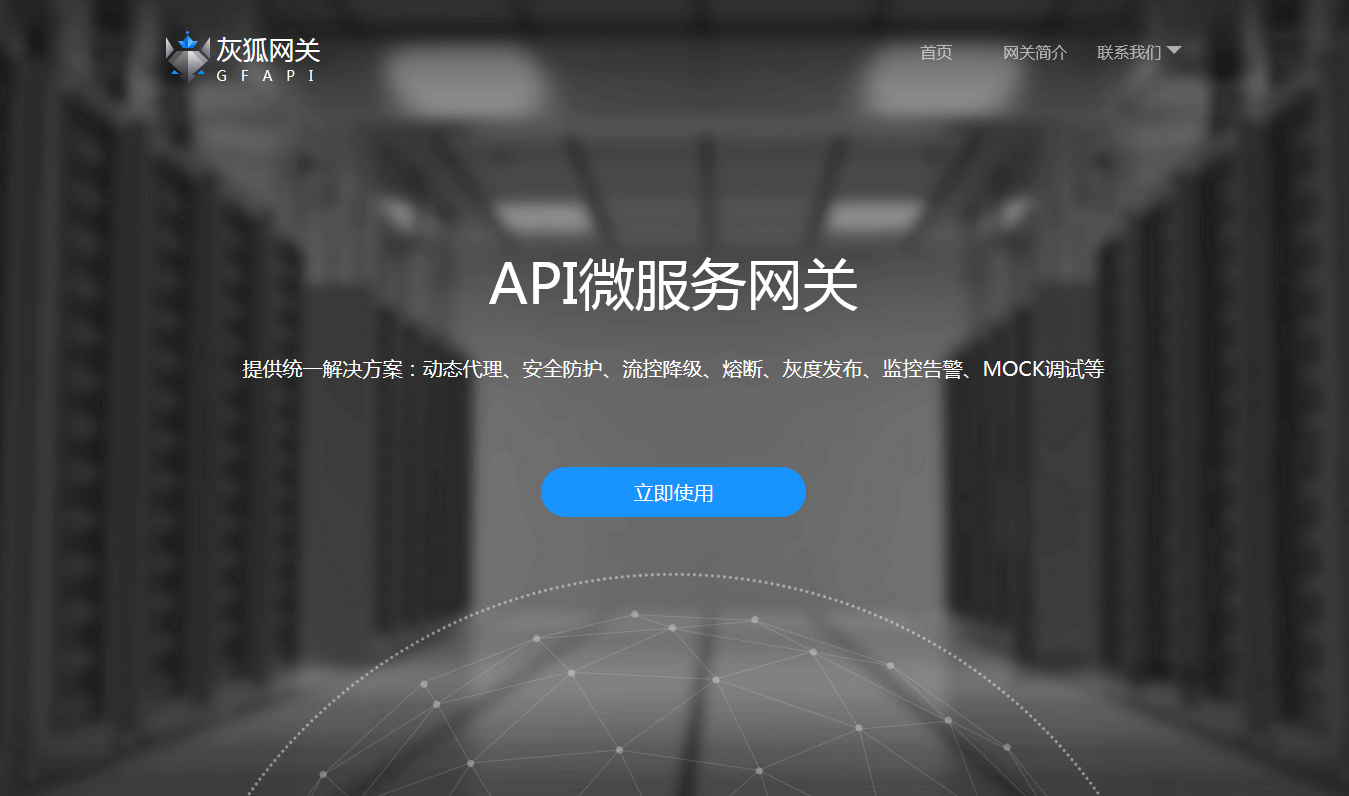 灰狐网关
GFAPI
首页
网关简介
联系我们
API微服务网关
提供统一解决方案：动态代理、安全防护、流控降级、熔断、灰度发布、监控告警、MOCK调试等
立即使用